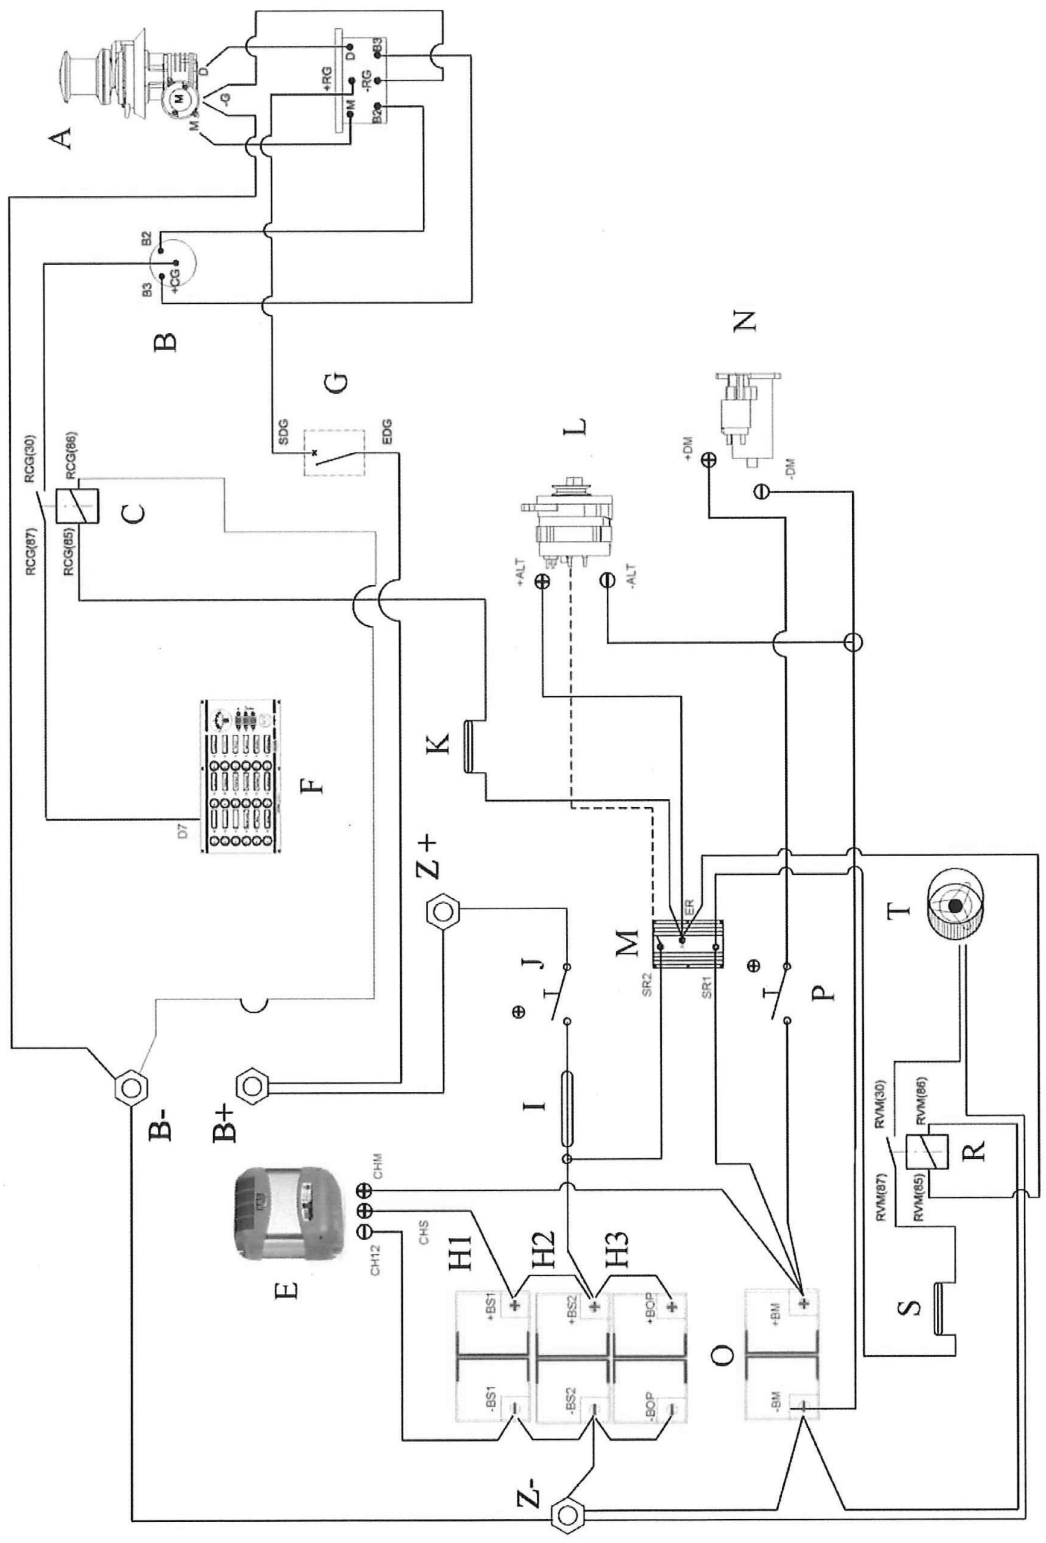 A
M
D
-G
M
+RG
D
M
B3
-RG
B2
B
B2
+CG
B3
C
RCG(30)
RCG(87)
RCG(86)
RCG(85)
G
SDG
EDG
N
+DM
-DM
L
+ALT
-ALT
F
D7
K
Z+
B-
B+
J
I
M
ER
SR2
SR1
P
T
R
RVM(30)
RVM(87)
RVM(86)
RVM(85)
S
E
CHM
CHS
CH12
H1
H2
H3
+BS1
-BS1
+BS2
-BS2
+BOP
-BOP
O
+BM
-BM
Z-